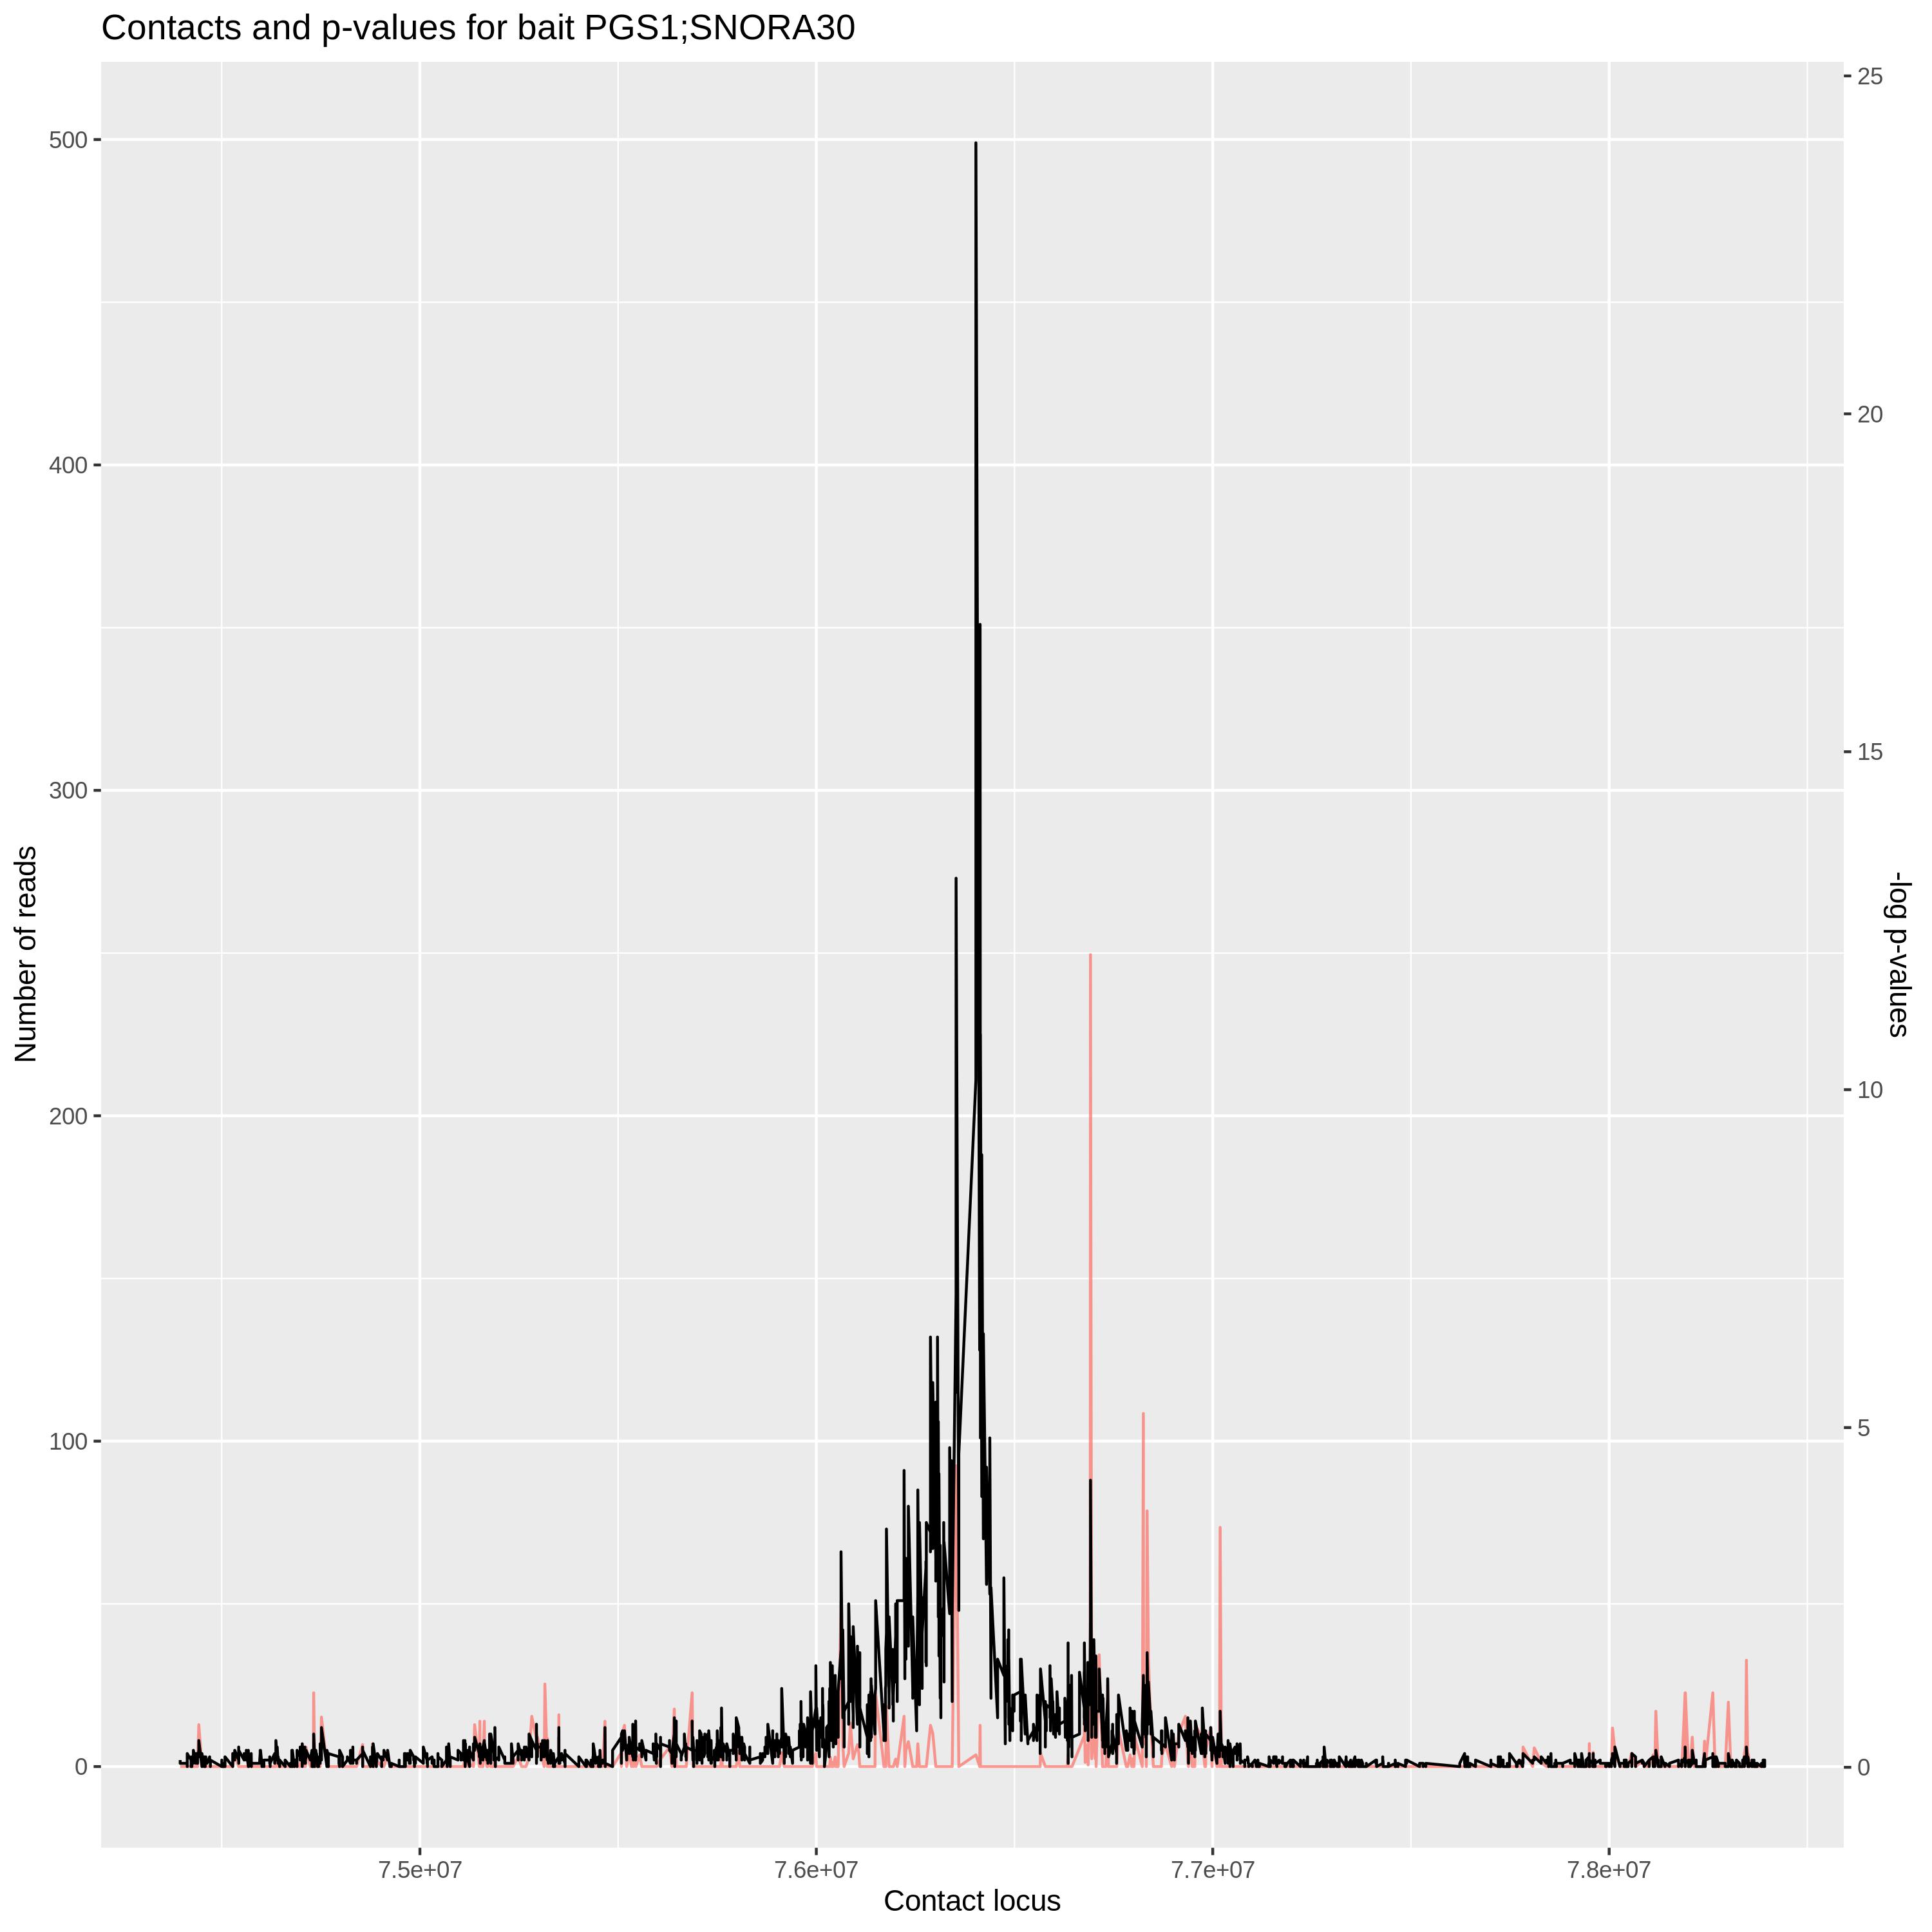 Contacts and p-values for bait PGS1;SNORA30
25
500
20
400
15
300
Number of reads
-log p-values
10
200
5
100
0
0
7.5e+07 7.6e+07 7.7e+07 7.8e+07
Contact locus